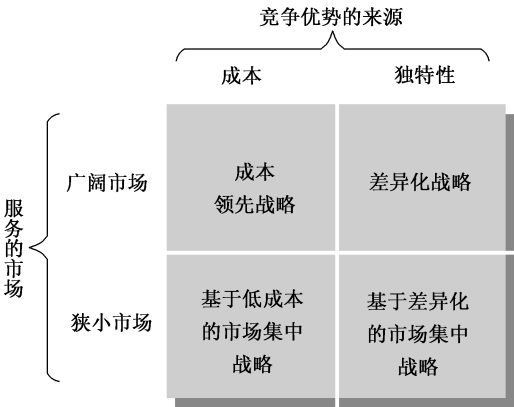 竞争优势的来源
成本
独特性
服务的市场
广阔市场
成本
领先战略
差异化战略
狭小市场
基于低成本
的市场集中
战略
基于差异化
的市场集中
战略